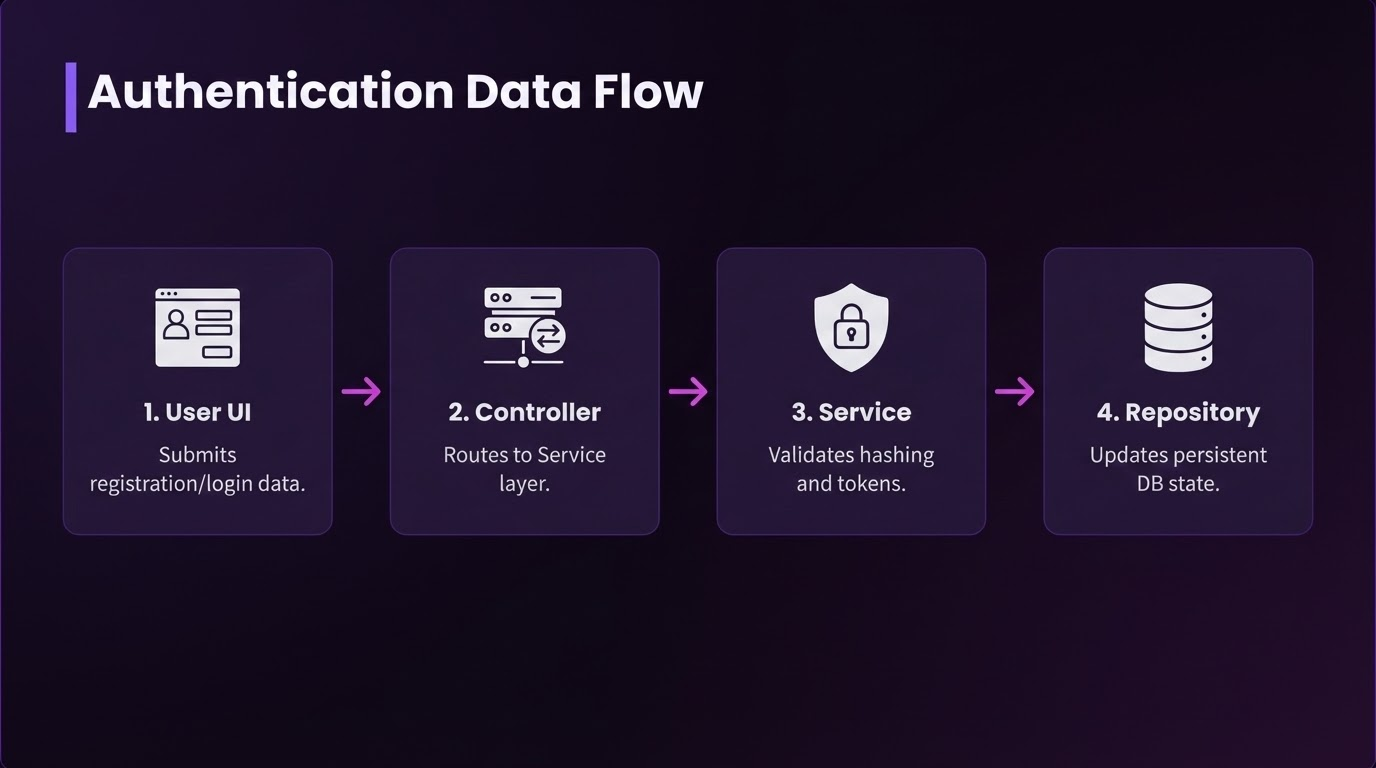 Authentication Data Flow
1. User UI
Submits
registration/login data.
2. Controller
Routes to Service
layer.
3. Service
Validates hashing
and tokens.
4. Repository
Updates persistent
DB state.